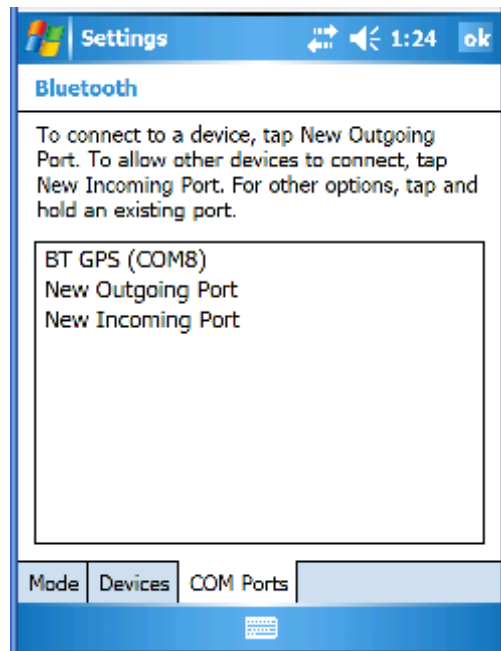 Settings 1:24 ok
Bluetooth
To connect to a device, tap New Outgoing
Port. To allow other devices to connect, tap
New Incoming Port. For other options, tap and
hold an existing port.
BT GPS (COM8)
New Outgoing Port
New Incoming Port
Mode Devices COM Ports